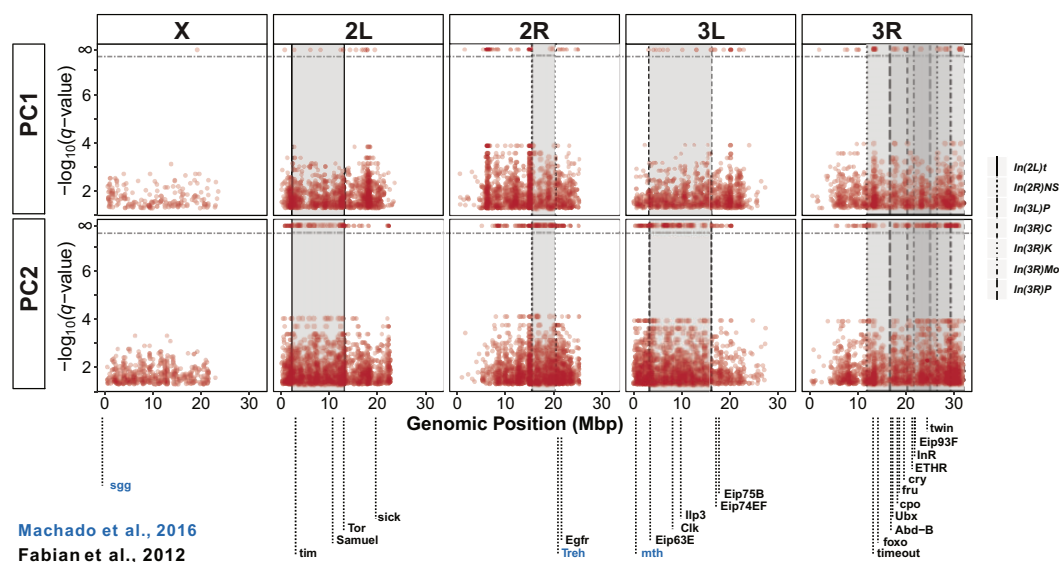 X 2L 2R 3L 3R
PC1
−log10(q−value)
∞
6
4
2
PC2
−log10(q−value)
∞
6
4
2
0 10 20 30 0 10 20 30 0 10 20 30 0 10 20 30 0 10 20 30
Genomic Position (Mbp)
In(2L)t
In(2R)NS
In(3L)P
In(3R)C
In(3R)K
In(3R)Mo
In(3R)P
sgg
tim
Samuel
Tor
sick
Treh
Egfr
mth
Eip63E
Clk
Ilp3
Eip74EF
Eip75B
twin
Eip93F
InR
ETHR
cry
fru
cpo
Ubx
Abd−B
foxo
timeout
Machado et al., 2016
Fabian et al., 2012